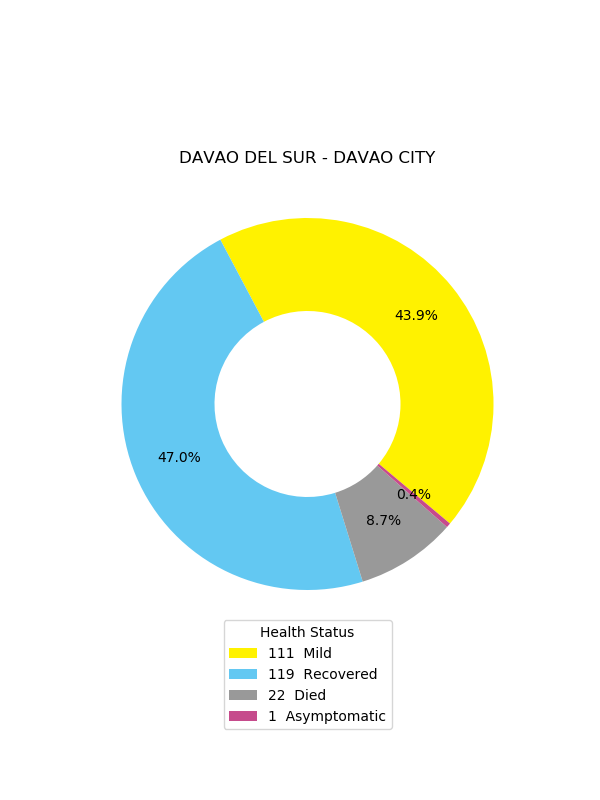 DAVAO DEL SUR - DAVAO CITY
43.9%
47.0%
0.4%
8.7%
Health Status
111  Mild
119  Recovered
22  Died
1  Asymptomatic